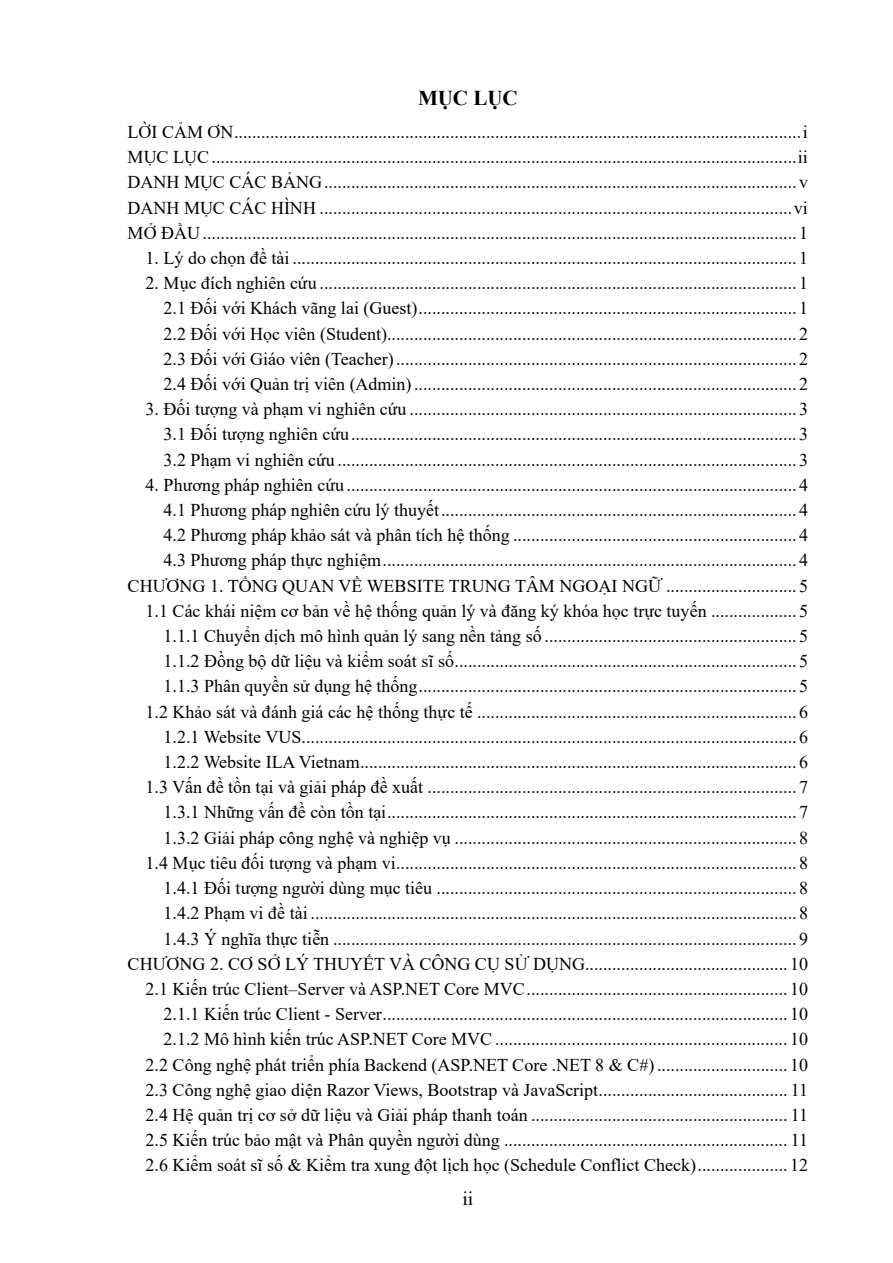 MỤC LỤC
LỜI CẢM ƠN.....i
MỤC LỤC.....ii
DANH MỤC CÁC BẢNG.....v
DANH MỤC CÁC HÌNH.....vi
MỞ ĐẦU.....1
1. Lý do chọn đề tài.....1
2. Mục đích nghiên cứu.....1
2.1 Đối với Khách vãng lai (Guest).....1
2.2 Đối với Học viên (Student).....2
2.3 Đối với Giáo viên (Teacher).....2
2.4 Đối với Quản trị viên (Admin).....2
3. Đối tượng và phạm vi nghiên cứu.....3
3.1 Đối tượng nghiên cứu.....3
3.2 Phạm vi nghiên cứu.....3
4. Phương pháp nghiên cứu.....4
4.1 Phương pháp nghiên cứu lý thuyết.....4
4.2 Phương pháp khảo sát và phân tích hệ thống.....4
4.3 Phương pháp thực nghiệm.....4
CHƯƠNG 1. TỔNG QUAN VỀ WEBSITE TRUNG TÂM NGOẠI NGỮ.....5
1.1 Các khái niệm cơ bản về hệ thống quản lý và đăng ký khóa học trực tuyến.....5
1.1.1 Chuyển dịch mô hình quản lý sang nền tảng số.....5
1.1.2 Đồng bộ dữ liệu và kiểm soát sĩ số.....5
1.1.3 Phân quyền sử dụng hệ thống.....5
1.2 Khảo sát và đánh giá các hệ thống thực tế.....6
1.2.1 Website VUS.....6
1.2.2 Website ILA Vietnam.....6
1.3 Vấn đề tồn tại và giải pháp đề xuất.....7
1.3.1 Những vấn đề còn tồn tại.....7
1.3.2 Giải pháp công nghệ và nghiệp vụ.....8
1.4 Mục tiêu đối tượng và phạm vi.....8
1.4.1 Đối tượng người dùng mục tiêu.....8
1.4.2 Phạm vi đề tài.....8
1.4.3 Ý nghĩa thực tiễn.....9
CHƯƠNG 2. CƠ SỞ LÝ THUYẾT VÀ CÔNG CỤ SỬ DỤNG.....10
2.1 Kiến trúc Client–Server và ASP.NET Core MVC.....10
2.1.1 Kiến trúc Client - Server.....10
2.1.2 Mô hình kiến trúc ASP.NET Core MVC.....10
2.2 Công nghệ phát triển phía Backend (ASP.NET Core .NET 8 & C#).....10
2.3 Công nghệ giao diện Razor Views, Bootstrap và JavaScript.....11
2.4 Hệ quản trị cơ sở dữ liệu và Giải pháp thanh toán.....11
2.5 Kiến trúc bảo mật và Phân quyền người dùng.....11
2.6 Kiểm soát sĩ số & Kiểm tra xung đột lịch học (Schedule Conflict Check).....12
ii